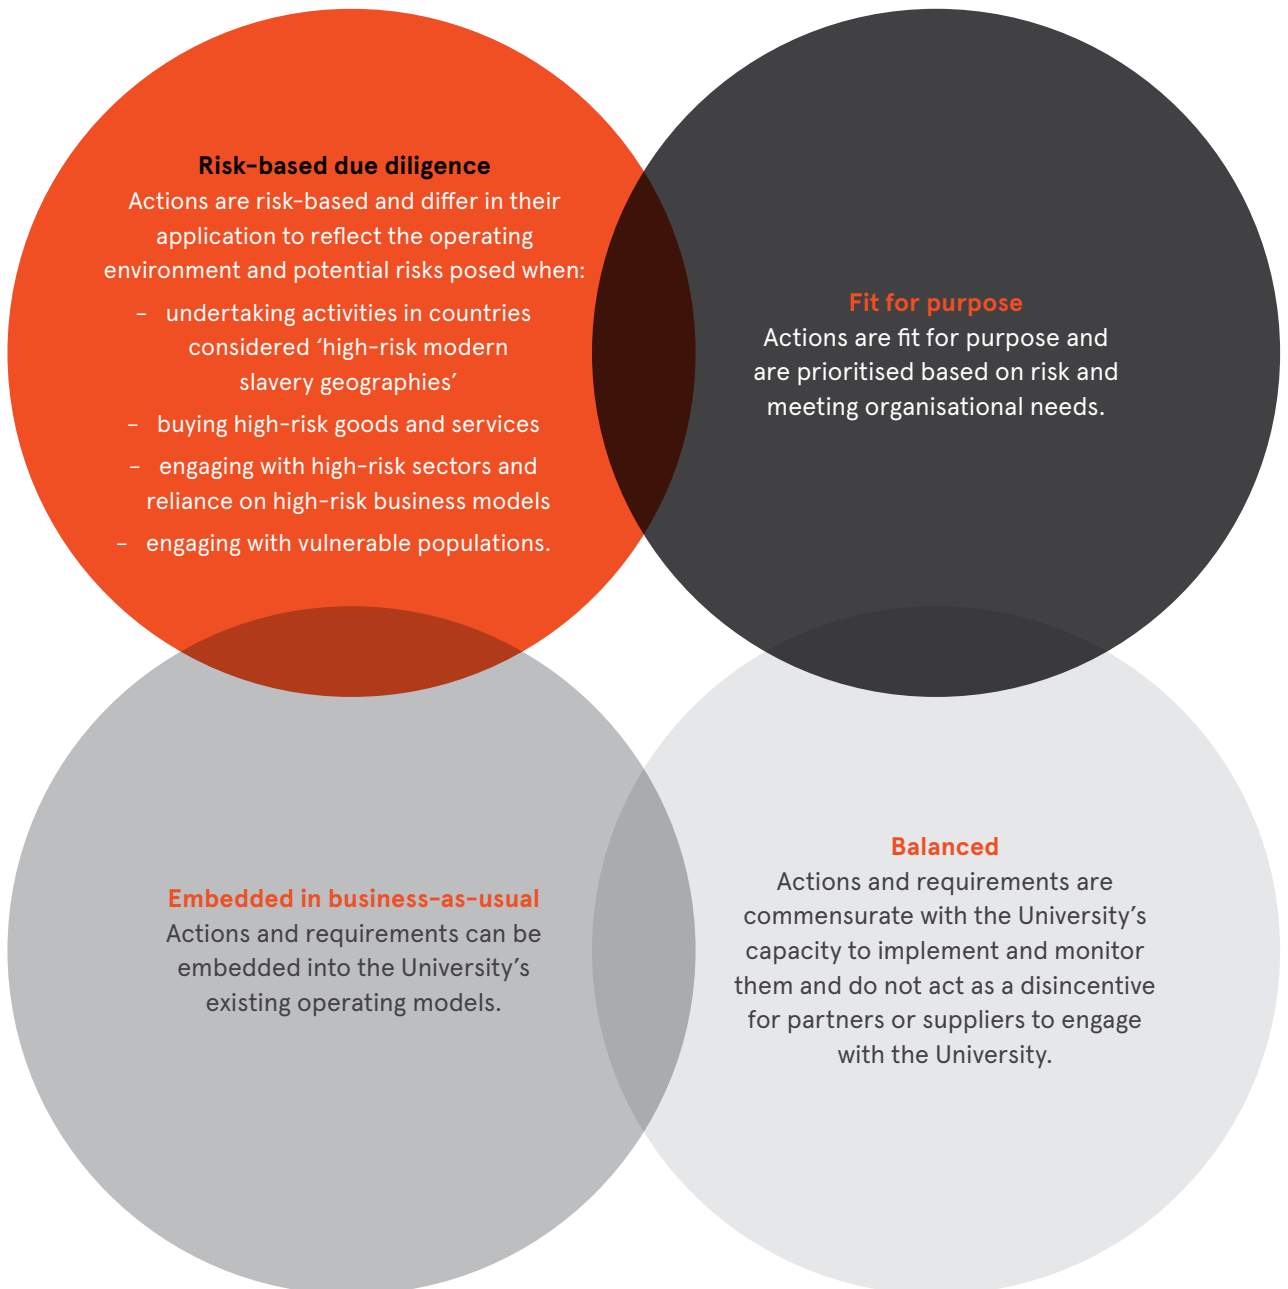 Risk-based due diligence
Actions are risk-based and differ in their
application to reflect the operating
environment and potential risks posed when:
– undertaking activities in countries
considered ‘high-risk modern
slavery geographies’
– buying high-risk goods and services
– engaging with high-risk sectors and
reliance on high-risk business models
– engaging with vulnerable populations.
Fit for purpose
Actions are fit for purpose and
are prioritised based on risk and
meeting organisational needs.
Embedded in business-as-usual
Actions and requirements can be
embedded into the University’s
existing operating models.
Balanced
Actions and requirements are
commensurate with the University’s
capacity to implement and monitor
them and do not act as a disincentive
for partners or suppliers to engage
with the University.